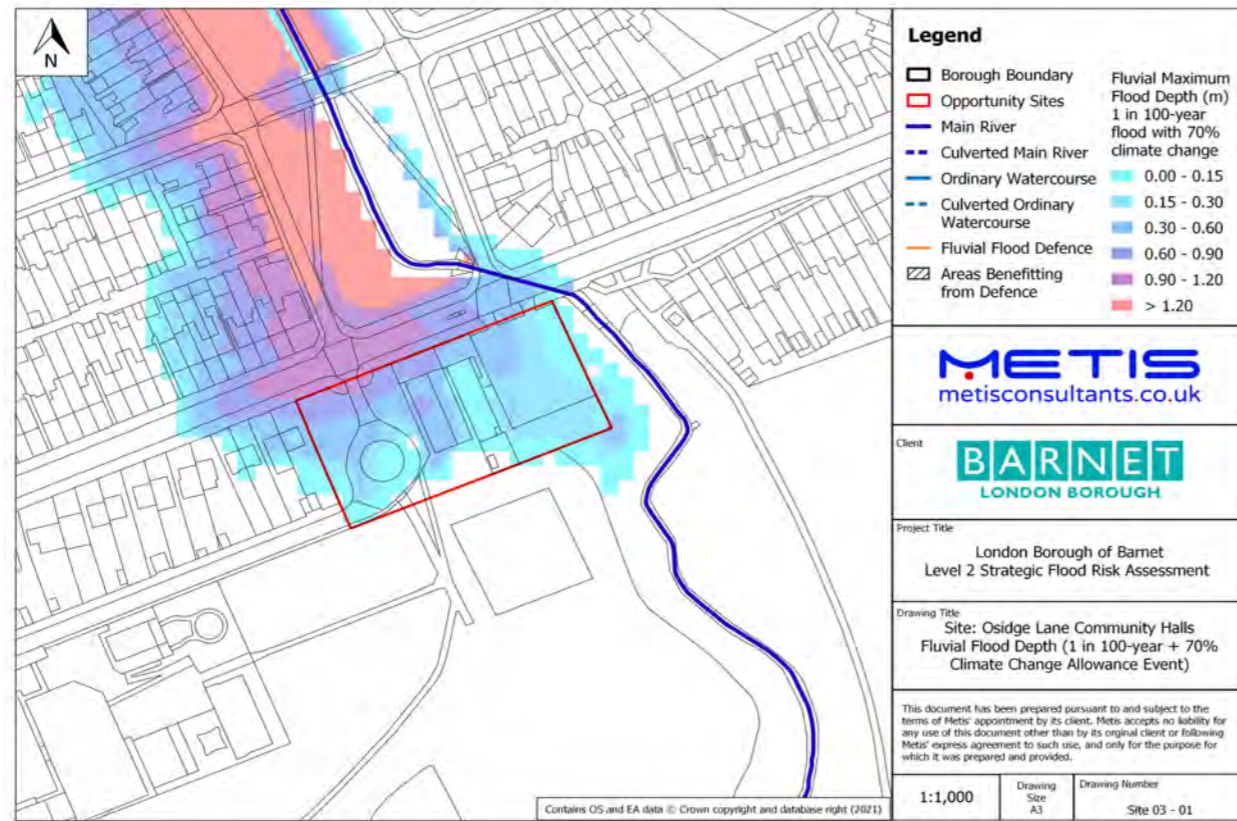 N
Legend
Borough Boundary
Opportunity Sites
Main River
Culverted Main River
Ordinary Watercourse
Culverted Ordinary
Watercourse
Fluvial Flood Defence
Areas Benefitting
from Defence
Fluvial Maximum
Flood Depth (m)
1 in 100-year
flood with 70%
climate change
0.00 - 0.15
0.15 - 0.30
0.30 - 0.60
0.60 - 0.90
0.90 - 1.20
> 1.20
METIS
metisconsultants.co.uk
Client
BARNET
LONDON BOROUGH
Project Title
London Borough of Barnet
Level 2 Strategic Flood Risk Assessment
Drawing Title
Site: Osidge Lane Community Halls
Fluvial Flood Depth (1 in 100-year + 70%
Climate Change Allowance Event)
This document has been prepared pursuant to and subject to the
terms of Metis' appointment by its client. Metis accepts no liability for
any use of this document other than by its orginal client or following
Metis' express agreement to such use, and only for the purpose for
which it was prepared and provided.
1:1,000
Drawing
Size
A3
Drawing Number
Site 03 - 01
Contains OS and EA data © Crown copyright and database right (2021)